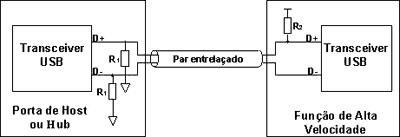 Transceiver
USB
D+
D-
R1
R1
Porta de Host
ou Hub
Par entrelaçado
R2
D+
D-
Transceiver
USB
Função de Alta
Velocidade